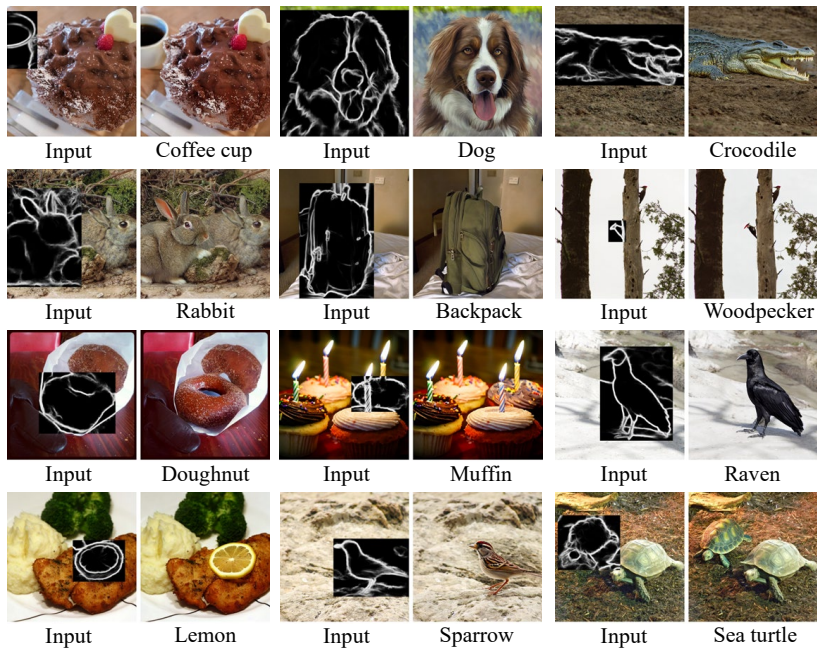 Input Coffee cup Input Dog Input Crocodile
Input Rabbit Input Backpack Input Woodpecker
Input Doughnut Input Muffin Input Raven
Input Lemon Input Sparrow Input Sea turtle